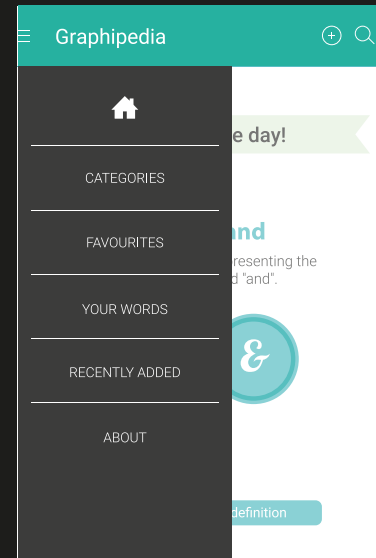 Graphipedia
e day!
CATEGORIES
and
FAVOURITES
resenting the
d "and".
YOUR WORDS
&
RECENTLY ADDED
ABOUT
definition